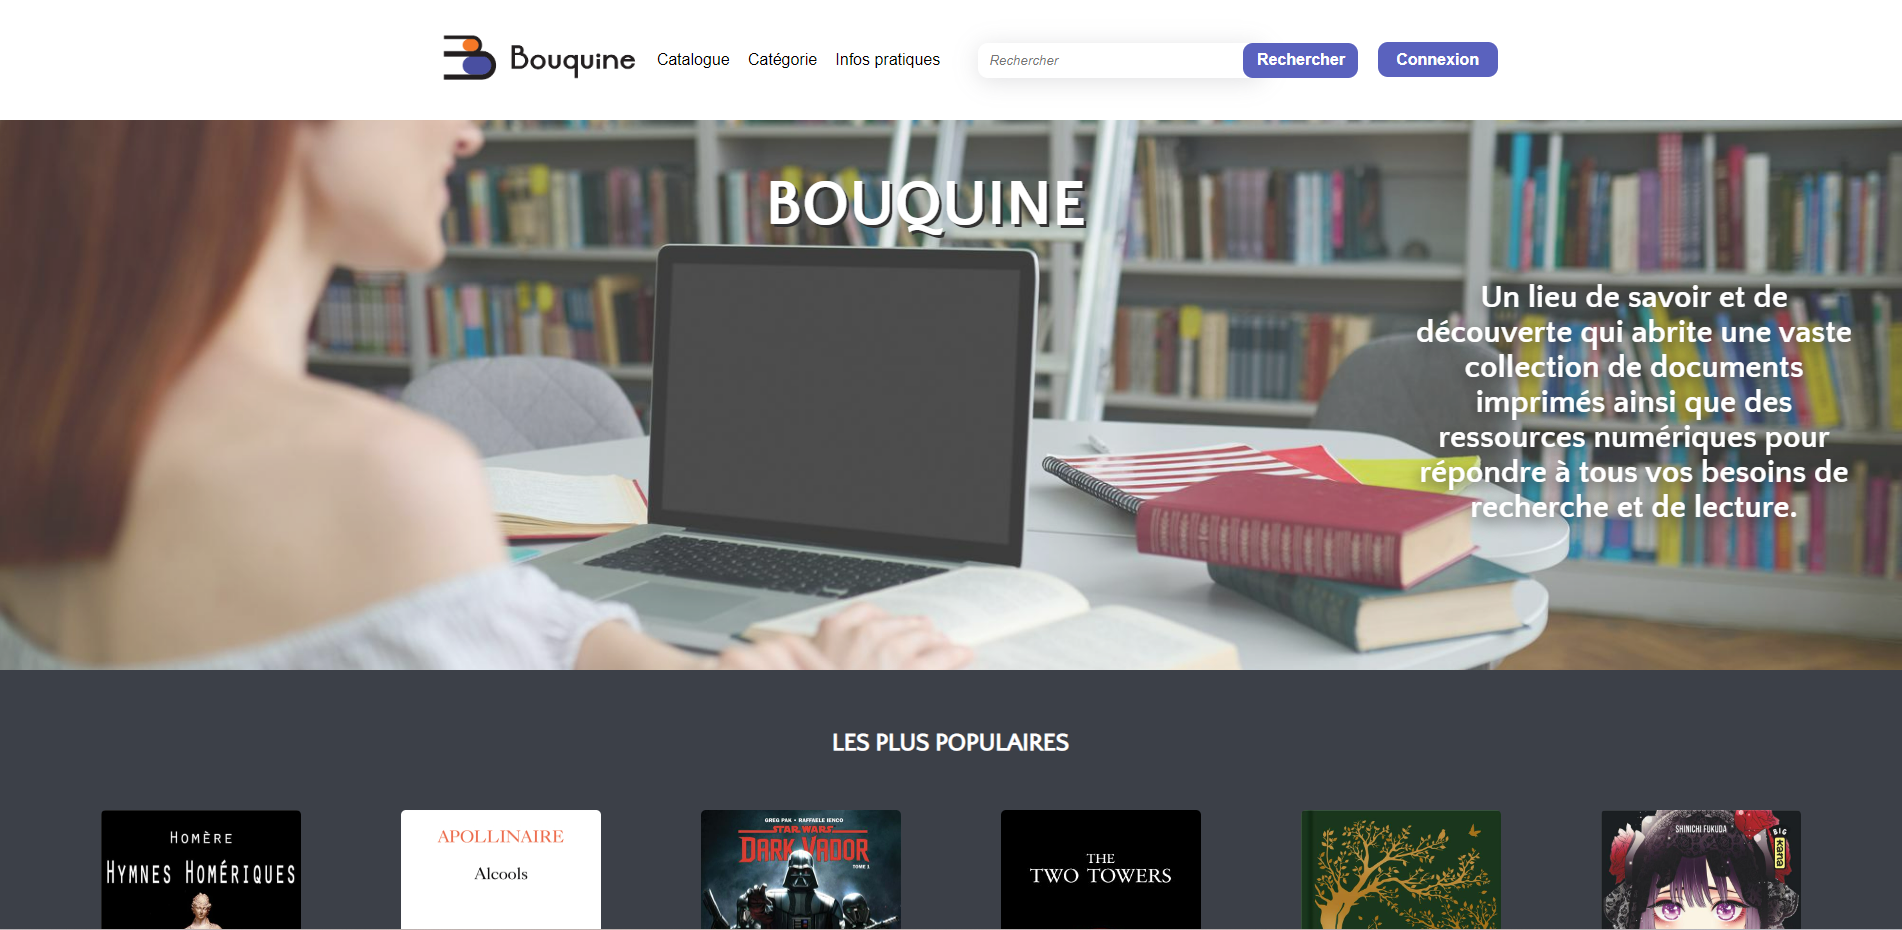 Bouquine
Catalogue Catégorie Infos pratiques
Rechercher
Rechercher
Connexion
BOUQUINE
Un lieu de savoir et de
découverte qui abrite une vaste
collection de documents
imprimés ainsi que des
ressources numériques pour
répondre à tous vos besoins de
recherche et de lecture.
LES PLUS POPULAIRES
HOMÈRE
HYMNES HOMÉRIQUES
APOLLINAIRE
Alcools
GREG PAK • RAFFAELE IENCO
STAR WARS
DARK VADOR
TOME 1
THE
TWO TOWERS
SHINICHI FUKUDA
BIG
KANA